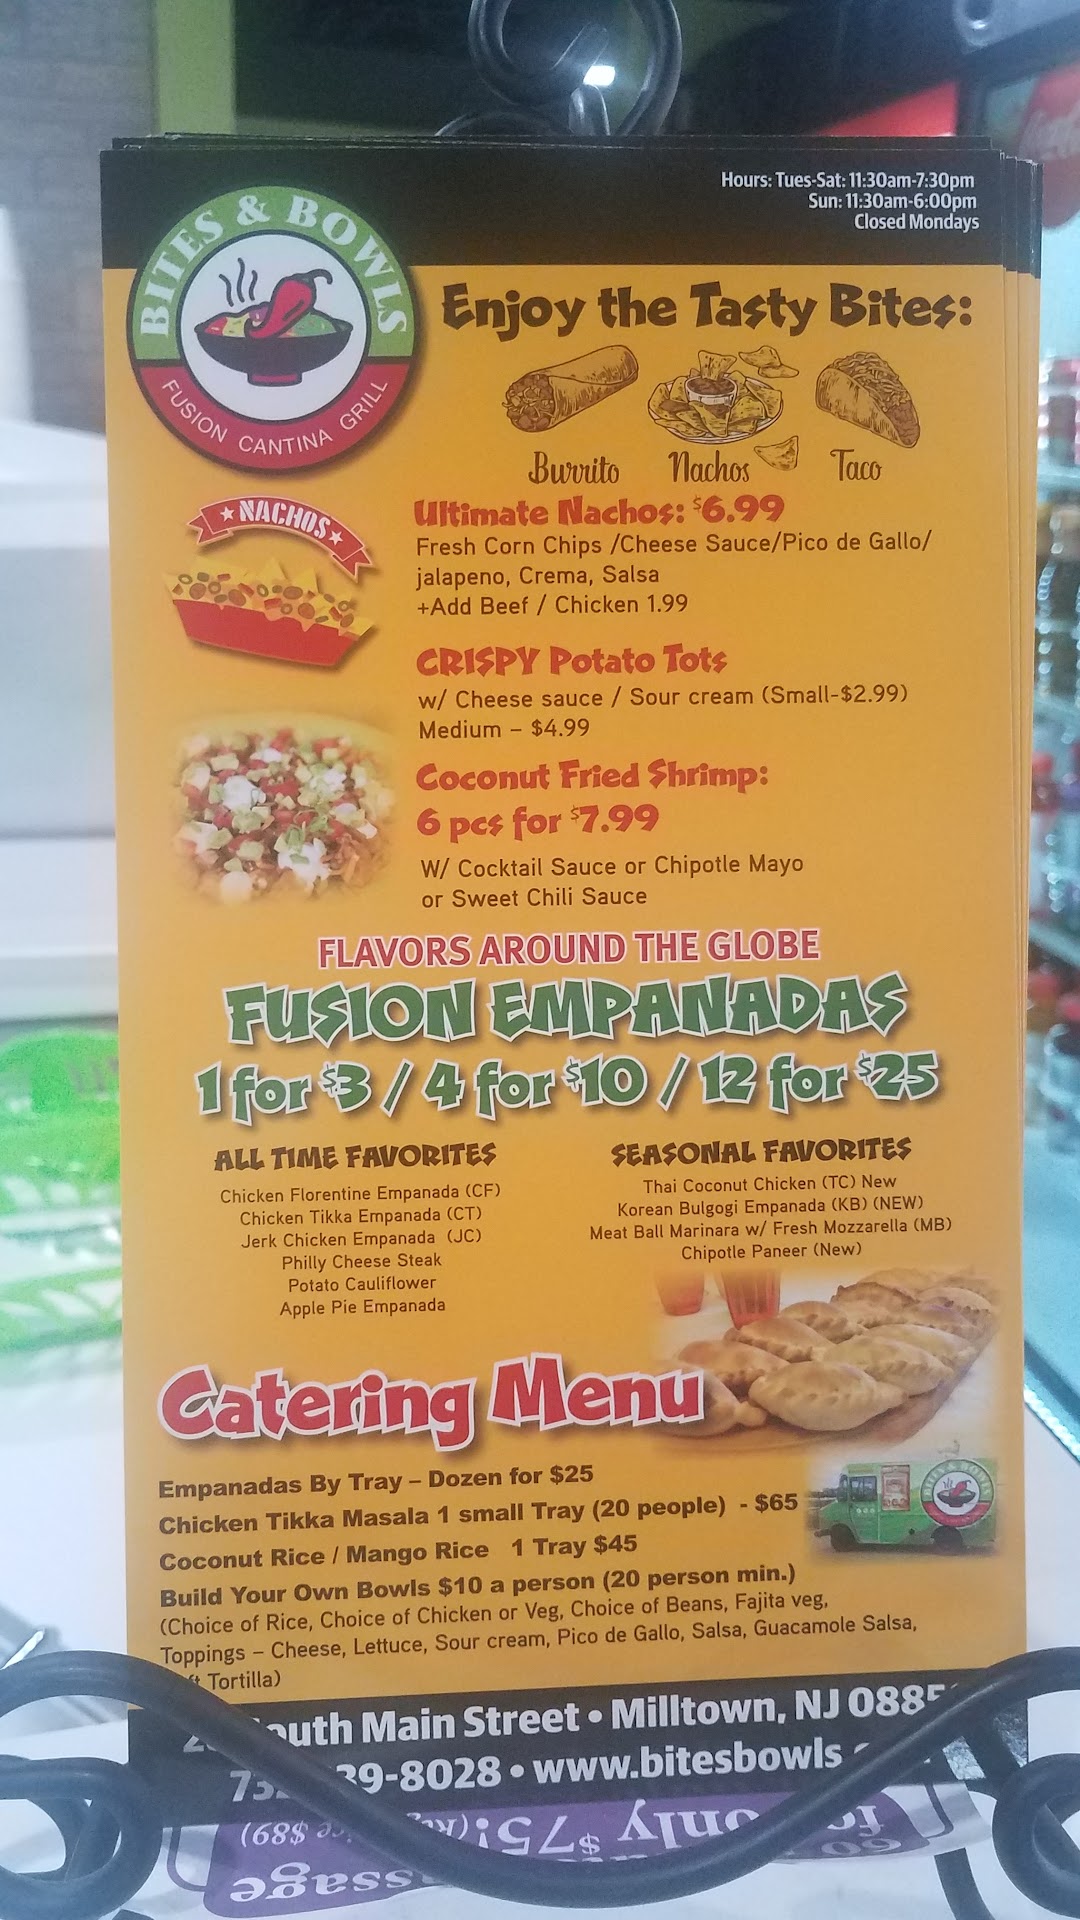 Hours: Tues-Sat: 11:30am-7:30pm
Sun: 11:30am-6:00pm
Closed Mondays
BITES & BOWLS
FUSION CANTINA GRILL
Enjoy the Tasty Bites:
Burrito Nachos Taco
★NACHOS★
Ultimate Nachos: $6.99
Fresh Corn Chips /Cheese Sauce/Pico de Gallo/
jalapeno, Crema, Salsa
+Add Beef / Chicken 1.99
CRISPY Potato Tots
w/ Cheese sauce / Sour cream (Small-$2.99)
Medium – $4.99
Coconut Fried Shrimp:
6 pcs for $7.99
W/ Cocktail Sauce or Chipotle Mayo
or Sweet Chili Sauce
FLAVORS AROUND THE GLOBE
FUSION EMPANADAS
1 for $3 / 4 for $10 / 12 for $25
ALL TIME FAVORITES
Chicken Florentine Empanada (CF)
Chicken Tikka Empanada (CT)
Jerk Chicken Empanada (JC)
Philly Cheese Steak
Potato Cauliflower
Apple Pie Empanada
SEASONAL FAVORITES
Thai Coconut Chicken (TC) New
Korean Bulgogi Empanada (KB) (NEW)
Meat Ball Marinara w/ Fresh Mozzarella (MB)
Chipotle Paneer (New)
Catering Menu
Empanadas By Tray – Dozen for $25
Chicken Tikka Masala 1 small Tray (20 people) - $65
Coconut Rice / Mango Rice 1 Tray $45
Build Your Own Bowls $10 a person (20 person min.)
(Choice of Rice, Choice of Chicken or Veg, Choice of Beans, Fajita veg,
Toppings – Cheese, Lettuce, Sour cream, Pico de Gallo, Salsa, Guacamole Salsa,
Tortilla)
BITES & BOWLS
Main Street • Milltown, NJ
39-8028 • www.bitesbowls
only $75!
$89)